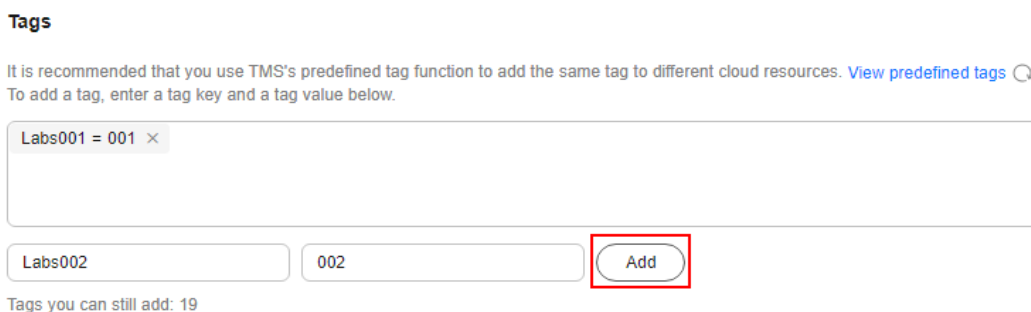 Tags
It is recommended that you use TMS's predefined tag function to add the same tag to different cloud resources. View predefined tags
To add a tag, enter a tag key and a tag value below.
Labs001 = 001 ×
Labs002 002 Add
Tags you can still add: 19